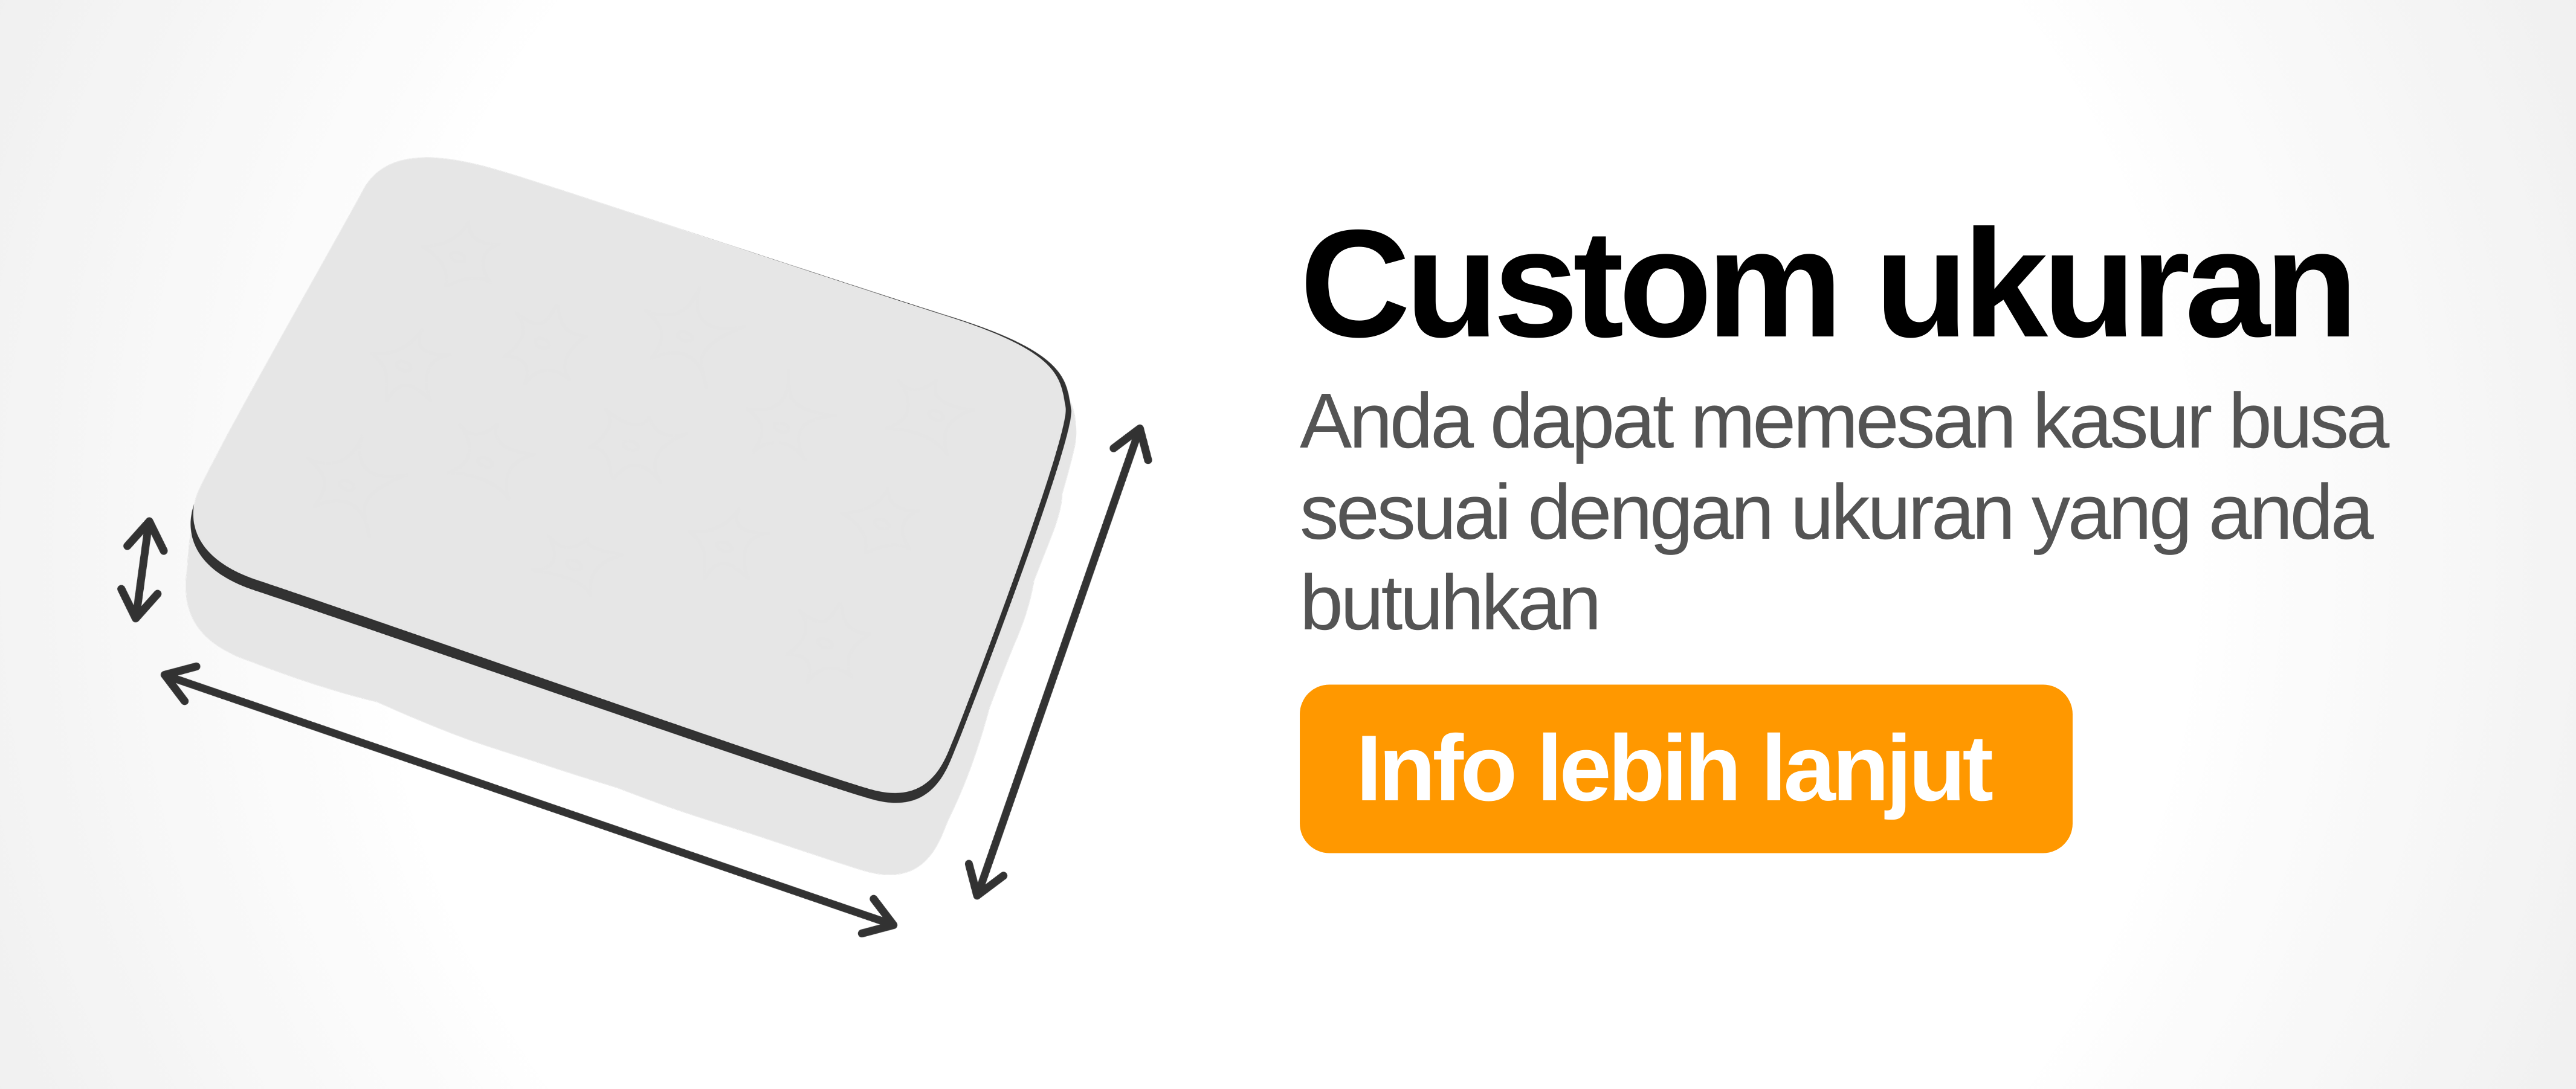 Custom ukuran
Anda dapat memesan kasur busa
sesuai dengan ukuran yang anda
butuhkan
Info lebih lanjut